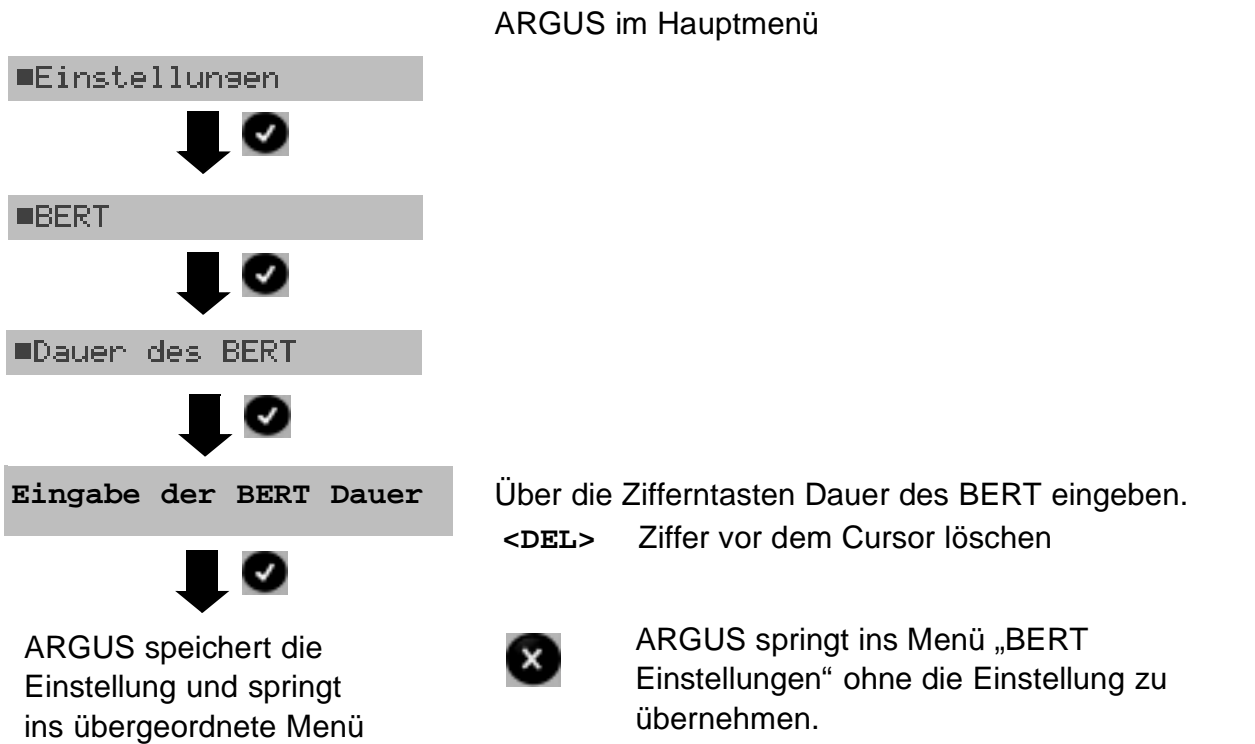 ARGUS im Hauptmenü
■Einstellungen
■BERT
■Dauer des BERT
Eingabe der BERT Dauer
Über die Zifferntasten Dauer des BERT eingeben.
<DEL> Ziffer vor dem Cursor löschen
ARGUS speichert die
Einstellung und springt
ins übergeordnete Menü
ARGUS springt ins Menü „BERT
Einstellungen“ ohne die Einstellung zu
übernehmen.